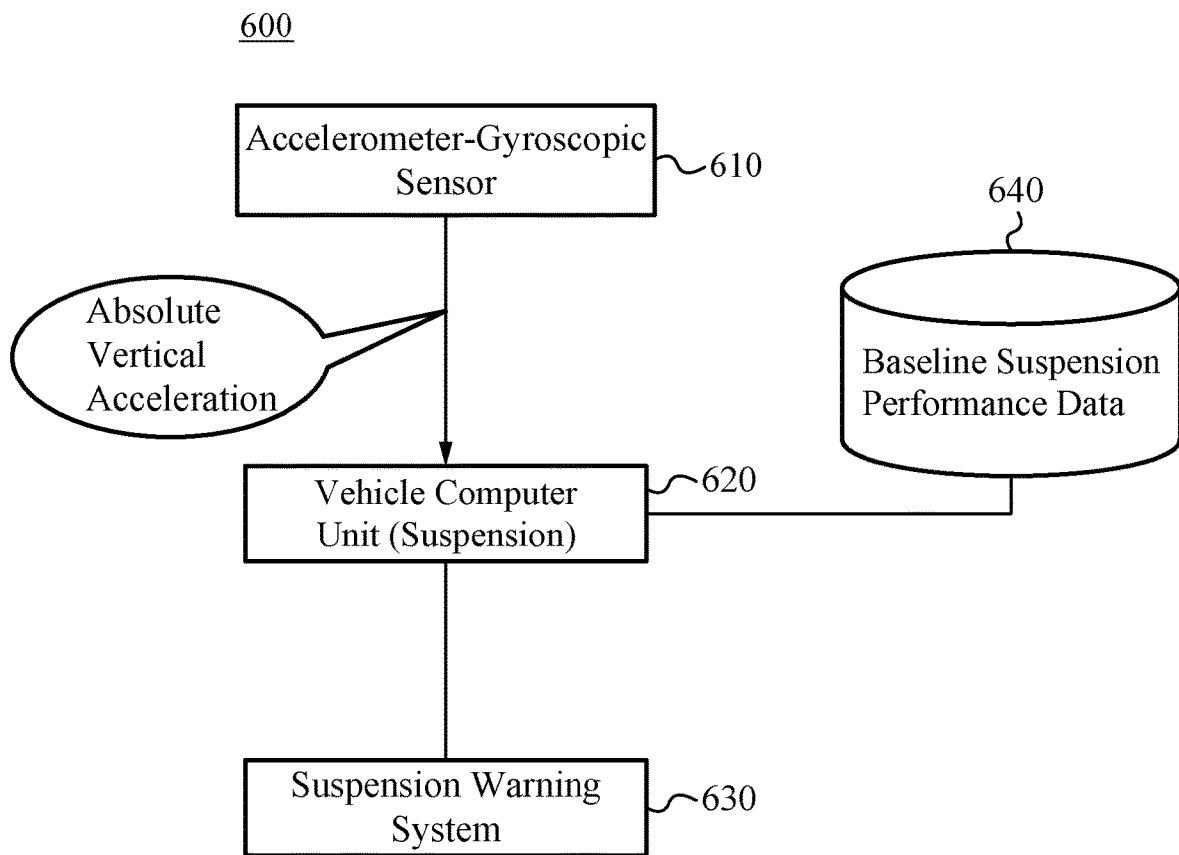 600
Accelerometer-Gyroscopic
Sensor
610
640
Absolute
Vertical
Acceleration
Baseline Suspension
Performance Data
Vehicle Computer
Unit (Suspension)
620
Suspension Warning
System
630